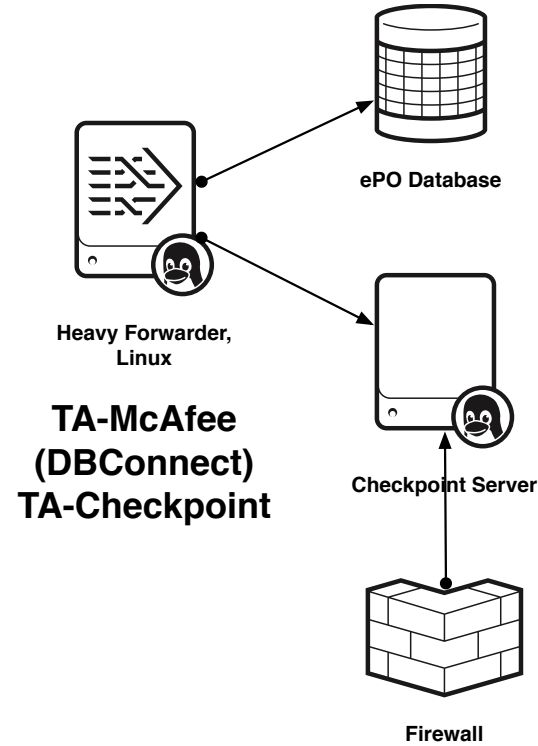 ePO Database
Heavy Forwarder,
Linux
TA-McAfee
(DBConnect)
TA-Checkpoint
Checkpoint Server
Firewall